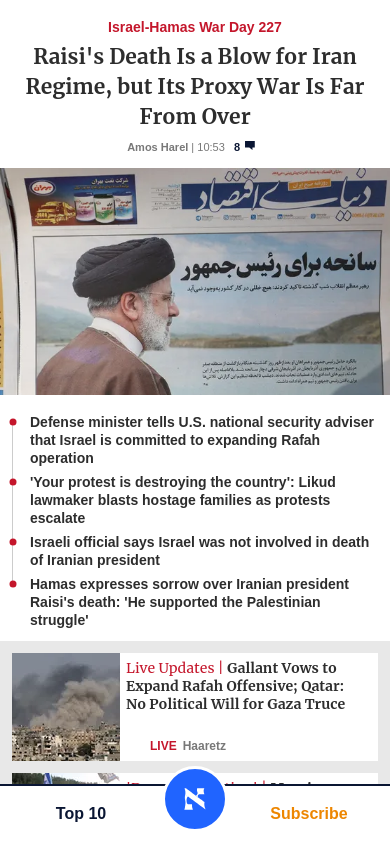 Israel-Hamas War Day 227
Raisi's Death Is a Blow for Iran
Regime, but Its Proxy War Is Far
From Over
Amos Harel | 10:53 8
دنیای اقتصاد
سانحه برای رئیس‌جمهور
Defense minister tells U.S. national security adviser
that Israel is committed to expanding Rafah
operation
'Your protest is destroying the country': Likud
lawmaker blasts hostage families as protests
escalate
Israeli official says Israel was not involved in death
of Iranian president
Hamas expresses sorrow over Iranian president
Raisi's death: 'He supported the Palestinian
struggle'
Live Updates | Gallant Vows to
Expand Rafah Offensive; Qatar:
No Political Will for Gaza Truce
LIVE Haaretz
Top 10
Subscribe